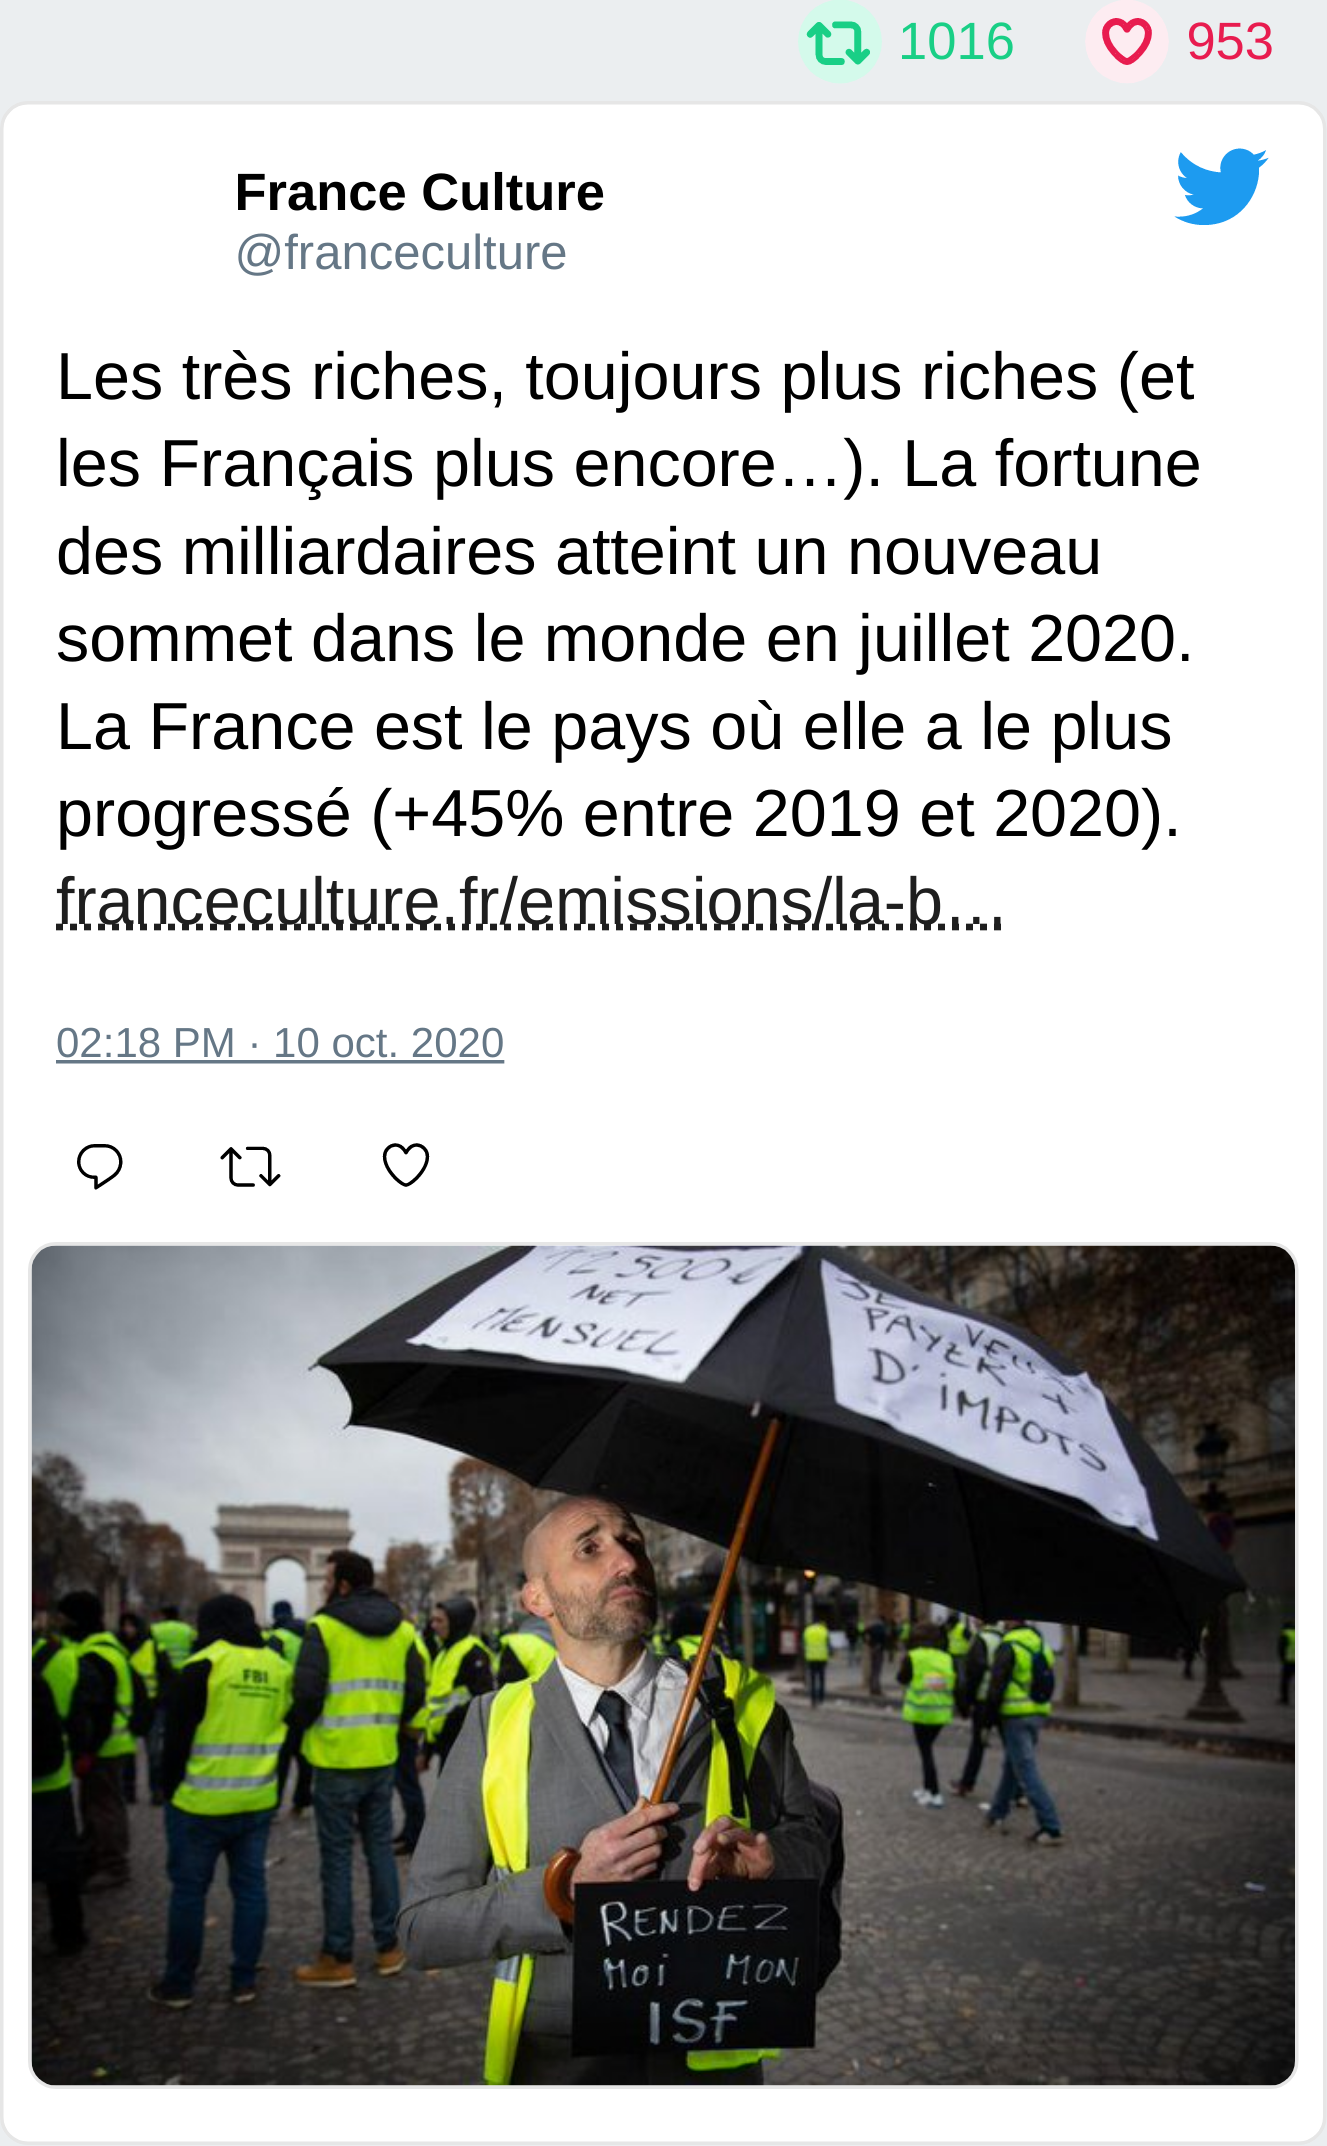 1016 953
France Culture
@franceculture
Les très riches, toujours plus riches (et
les Français plus encore…). La fortune
des milliardaires atteint un nouveau
sommet dans le monde en juillet 2020.
La France est le pays où elle a le plus
progressé (+45% entre 2019 et 2020).
franceculture.fr/emissions/la-b…
02:18 PM · 10 oct. 2020
12 500€
NET
MENSUEL
JE VEUX
PAYER +
D'IMPOTS
FBI
RENDEZ
MOi MON
ISF